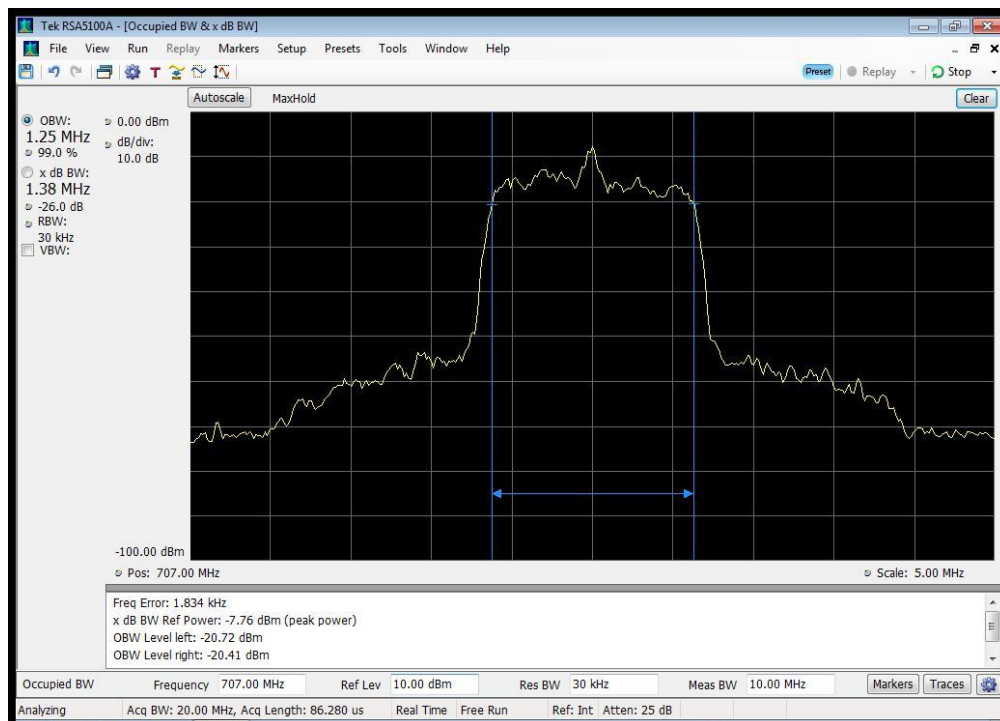 Tek RSA5100A - [Occupied BW & x dB BW]
File View Run Replay Markers Setup Presets Tools Window Help
T Preset Replay Stop
Autoscale MaxHold Clear
OBW:
1.25 MHz
99.0 %
x dB BW:
1.38 MHz
-26.0 dB
RBW:
30 kHz
VBW:
0.00 dBm
dB/div:
10.0 dB
-100.00 dBm
Pos: 707.00 MHz Scale: 5.00 MHz
Freq Error: 1.834 kHz
x dB BW Ref Power: -7.76 dBm (peak power)
OBW Level left: -20.72 dBm
OBW Level right: -20.41 dBm
Occupied BW Frequency 707.00 MHz Ref Lev 10.00 dBm Res BW 30 kHz Meas BW 10.00 MHz Markers Traces
Analyzing Acq BW: 20.00 MHz, Acq Length: 86.280 us Real Time Free Run Ref: Int Atten: 25 dB